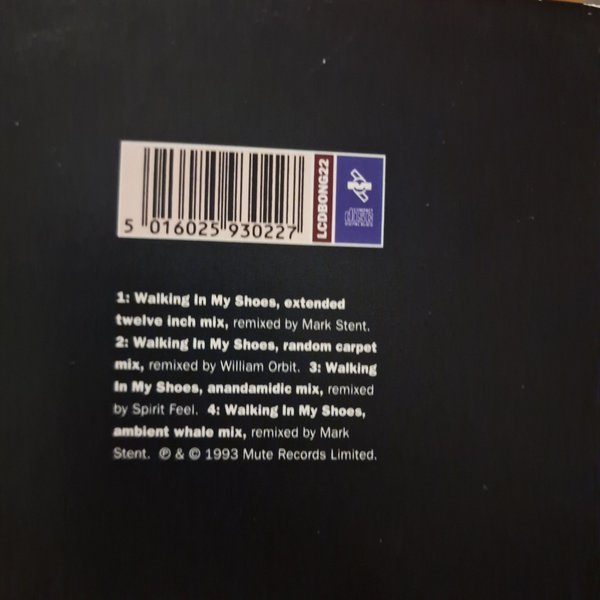 LCDBONG22
5 016025 930227
1: Walking In My Shoes, extended
twelve inch mix, remixed by Mark Stent.
2: Walking In My Shoes, random carpet
mix, remixed by William Orbit. 3: Walking
In My Shoes, anandamidic mix, remixed
by Spirit Feel. 4: Walking In My Shoes,
ambient whale mix, remixed by Mark
Stent. ℗ & © 1993 Mute Records Limited.